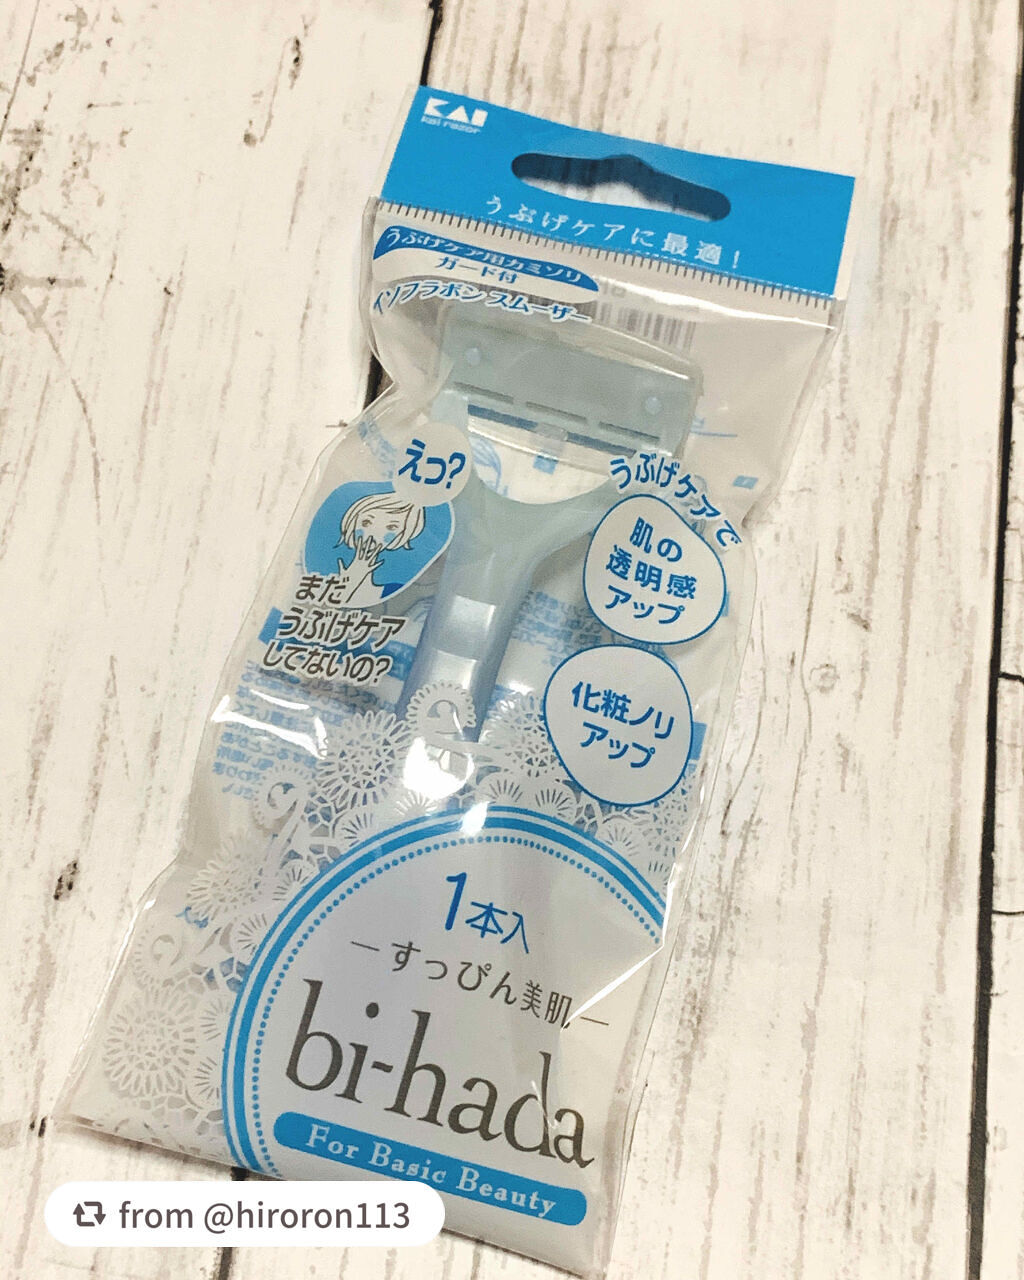 KAI
kai razor
うぶげケアに最適!
うぶげケア用カミソリ
ガード付
イソフラボンスムーザー
えっ?
まだ
うぶげケア
してないの?
うぶげケアで
肌の
透明感
アップ
化粧ノリ
アップ
1本入
―すっぴん美肌―
bi-hada
For Basic Beauty
from @hiroron113